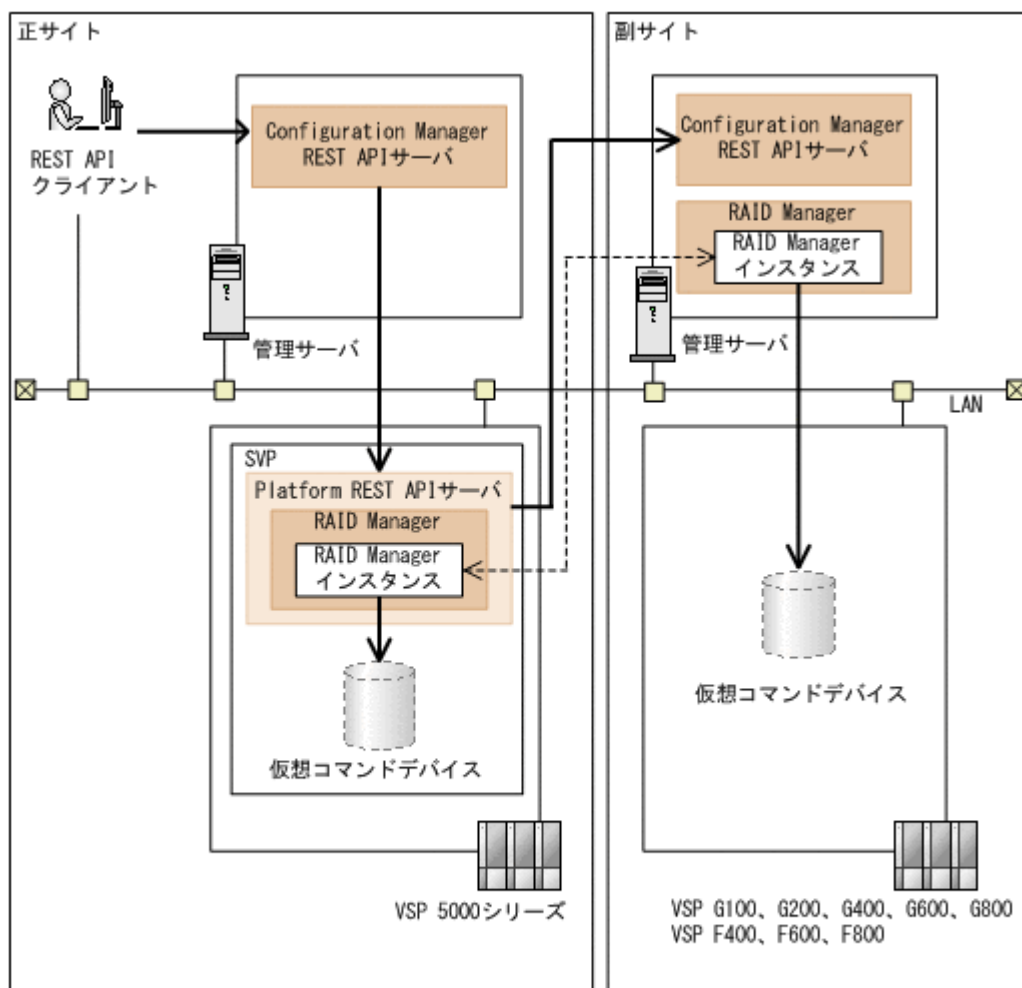 正サイト
REST API
クライアント
Configuration Manager
REST APIサーバ
管理サーバ
SVP
Platform REST APIサーバ
RAID Manager
RAID Manager
インスタンス
仮想コマンドデバイス
VSP 5000シリーズ
副サイト
Configuration Manager
REST APIサーバ
RAID Manager
RAID Manager
インスタンス
管理サーバ
LAN
仮想コマンドデバイス
VSP G100、G200、G400、G600、G800
VSP F400、F600、F800